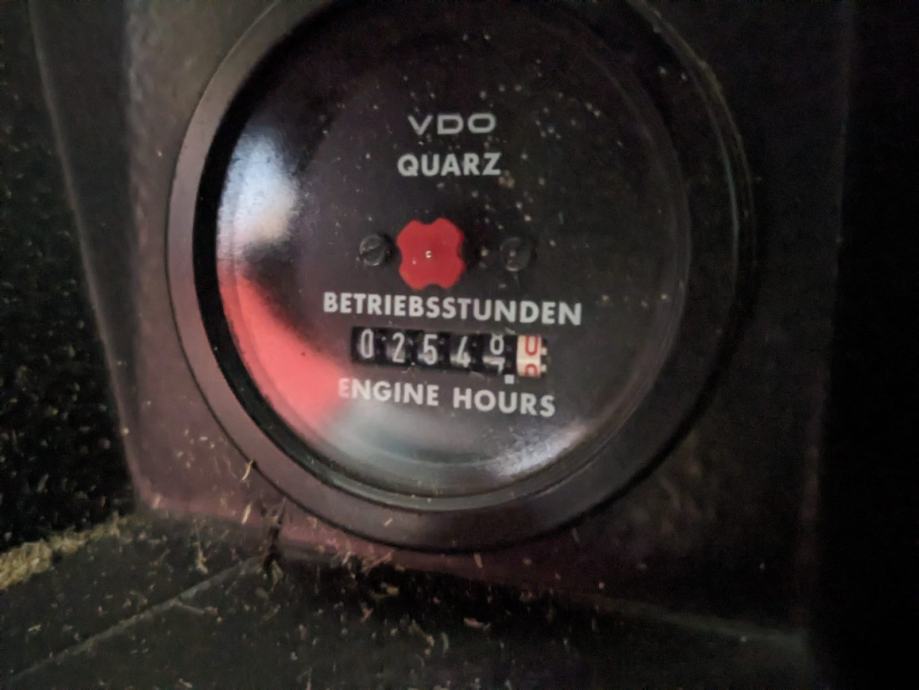 VDO
QUARZ
BETRIEBSSTUNDEN
0254
ENGINE HOURS